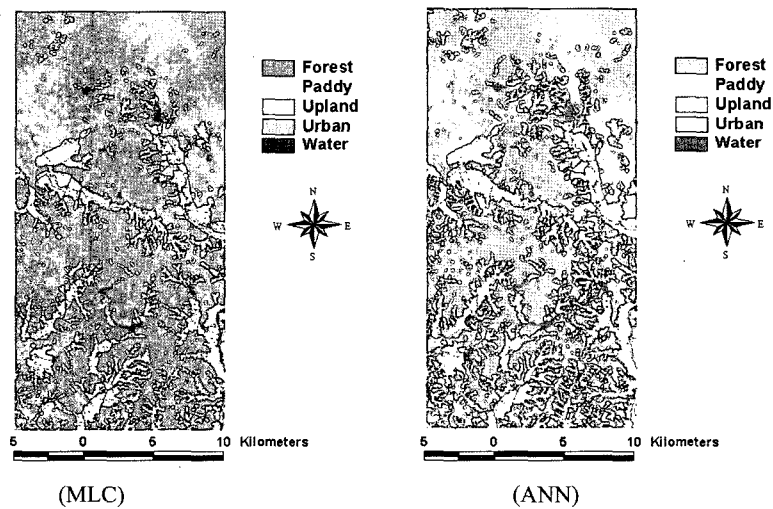 Forest
Paddy
Upland
Urban
Water
N
W E
S
5 0 5 10 Kilometers
(MLC)
Forest
Paddy
Upland
Urban
Water
N
W E
S
5 0 5 10 Kilometers
(ANN)